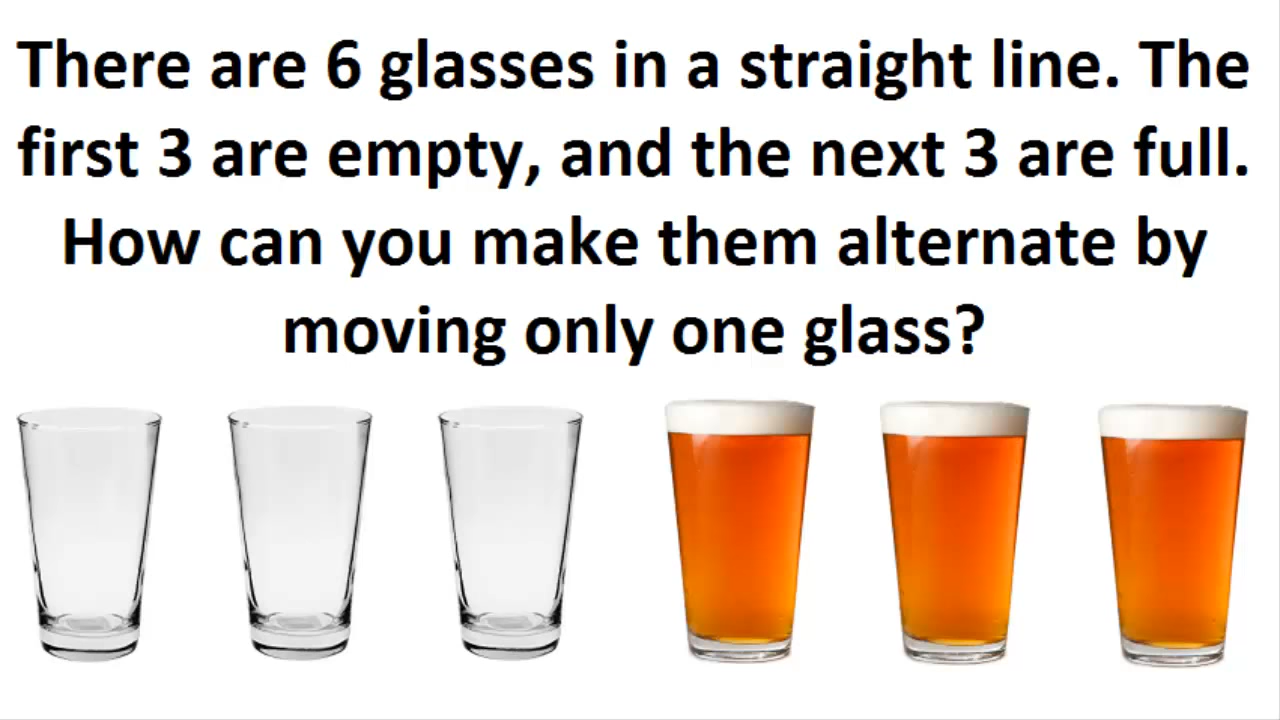 There are 6 glasses in a straight line. The
first 3 are empty, and the next 3 are full.
How can you make them alternate by
moving only one glass?